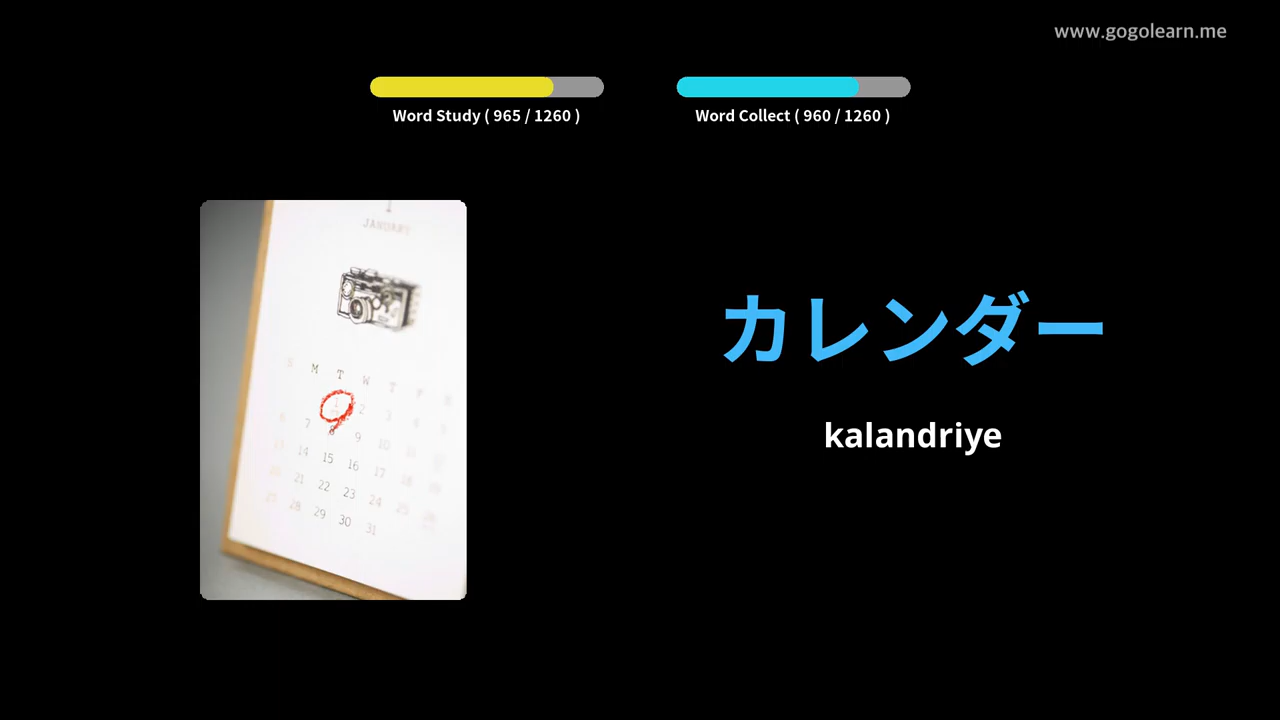 www.gogolearn.me
Word Study ( 965 / 1260 )
Word Collect ( 960 / 1260 )
JANUARY
S M T W T F S
1 2 3 4 5
6 7 8 9 10 11
13 14 15 16 17 18 19
20 21 22 23 24 25 26
27 28 29 30 31
カレンダー
kalandriye